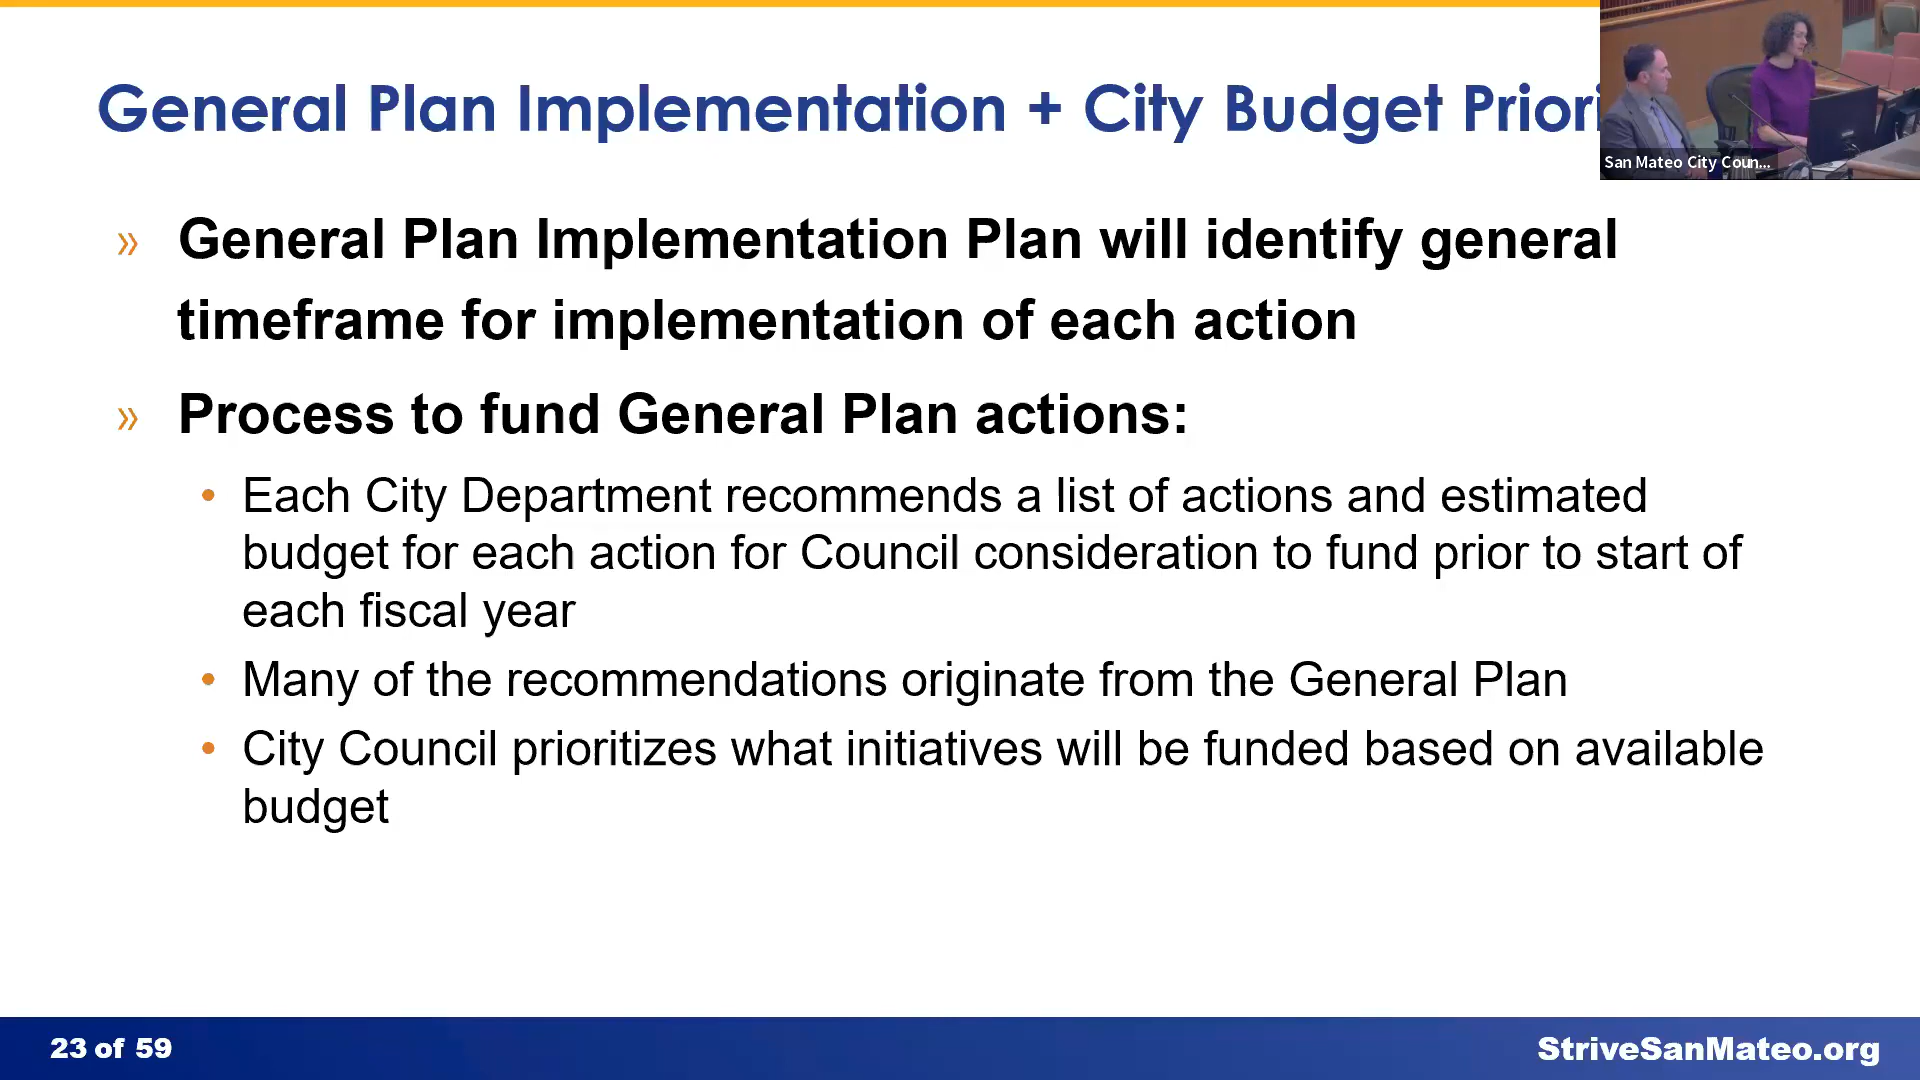 General Plan Implementation + City Budget Priori
San Mateo City Coun...
» General Plan Implementation Plan will identify general
timeframe for implementation of each action
» Process to fund General Plan actions:
• Each City Department recommends a list of actions and estimated
budget for each action for Council consideration to fund prior to start of
each fiscal year
• Many of the recommendations originate from the General Plan
• City Council prioritizes what initiatives will be funded based on available
budget
23 of 59
StriveSanMateo.org